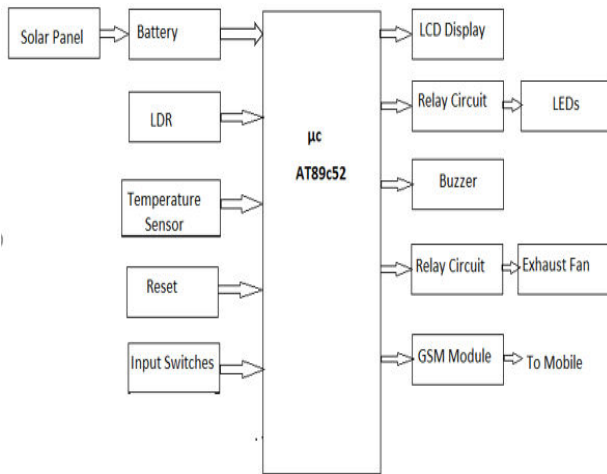 Solar Panel
Battery
LDR
Temperature
Sensor
Reset
Input Switches
µc
AT89c52
LCD Display
Relay Circuit
LEDs
Buzzer
Relay Circuit
Exhaust Fan
GSM Module
To Mobile